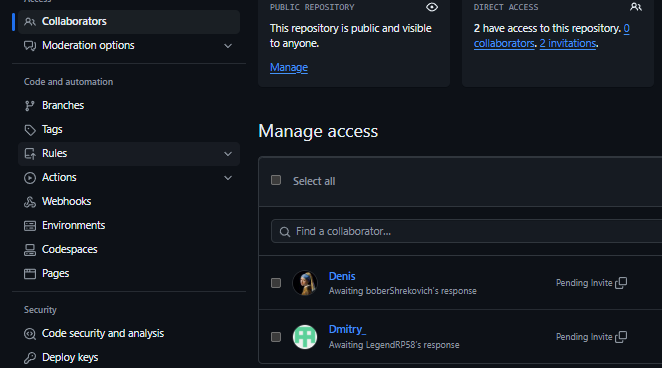 Access
Collaborators
Moderation options
Code and automation
Branches
Tags
Rules
Actions
Webhooks
Environments
Codespaces
Pages
Security
Code security and analysis
Deploy keys
PUBLIC REPOSITORY
This repository is public and visible
to anyone.
Manage
DIRECT ACCESS
2 have access to this repository. 0
collaborators. 2 invitations.
Manage access
Select all
Find a collaborator...
Denis
Awaiting boberShrekovich's response
Pending Invite
Dmitry_
Awaiting LegendRP58's response
Pending Invite